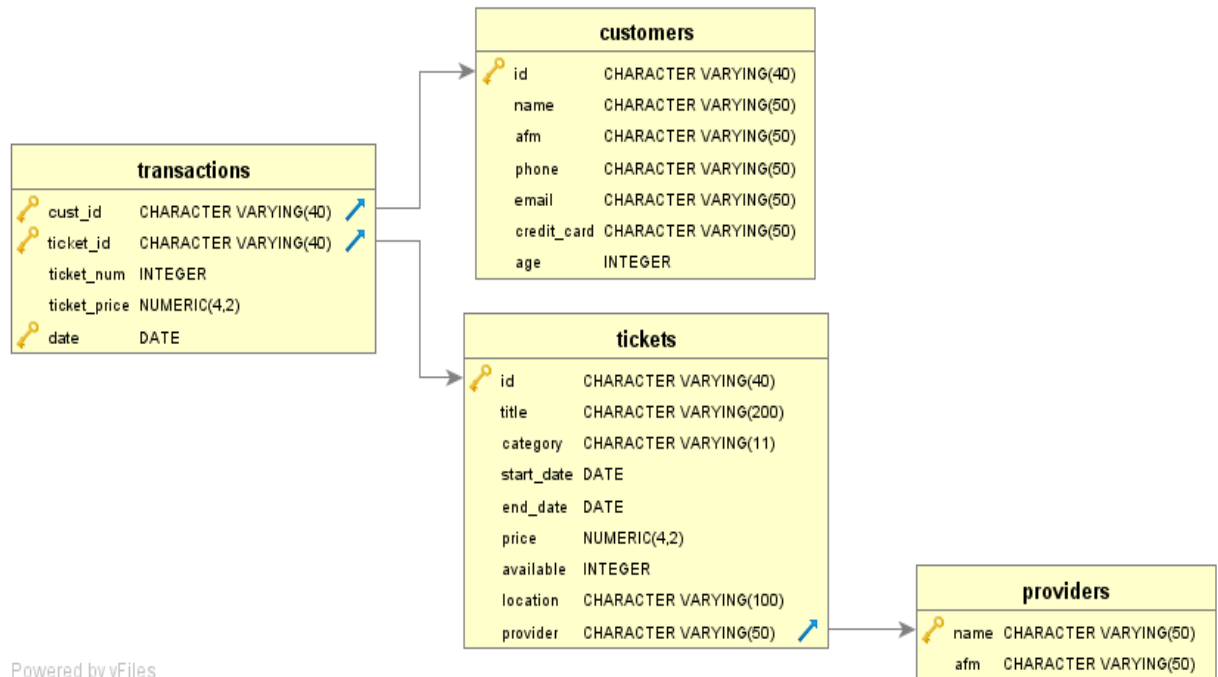 customers
id CHARACTER VARYING(40)
name CHARACTER VARYING(50)
afm CHARACTER VARYING(50)
phone CHARACTER VARYING(50)
email CHARACTER VARYING(50)
credit_card CHARACTER VARYING(50)
age INTEGER
transactions
cust_id CHARACTER VARYING(40)
ticket_id CHARACTER VARYING(40)
ticket_num INTEGER
ticket_price NUMERIC(4,2)
date DATE
tickets
id CHARACTER VARYING(40)
title CHARACTER VARYING(200)
category CHARACTER VARYING(11)
start_date DATE
end_date DATE
price NUMERIC(4,2)
available INTEGER
location CHARACTER VARYING(100)
provider CHARACTER VARYING(50)
providers
name CHARACTER VARYING(50)
afm CHARACTER VARYING(50)
Powered by yFiles